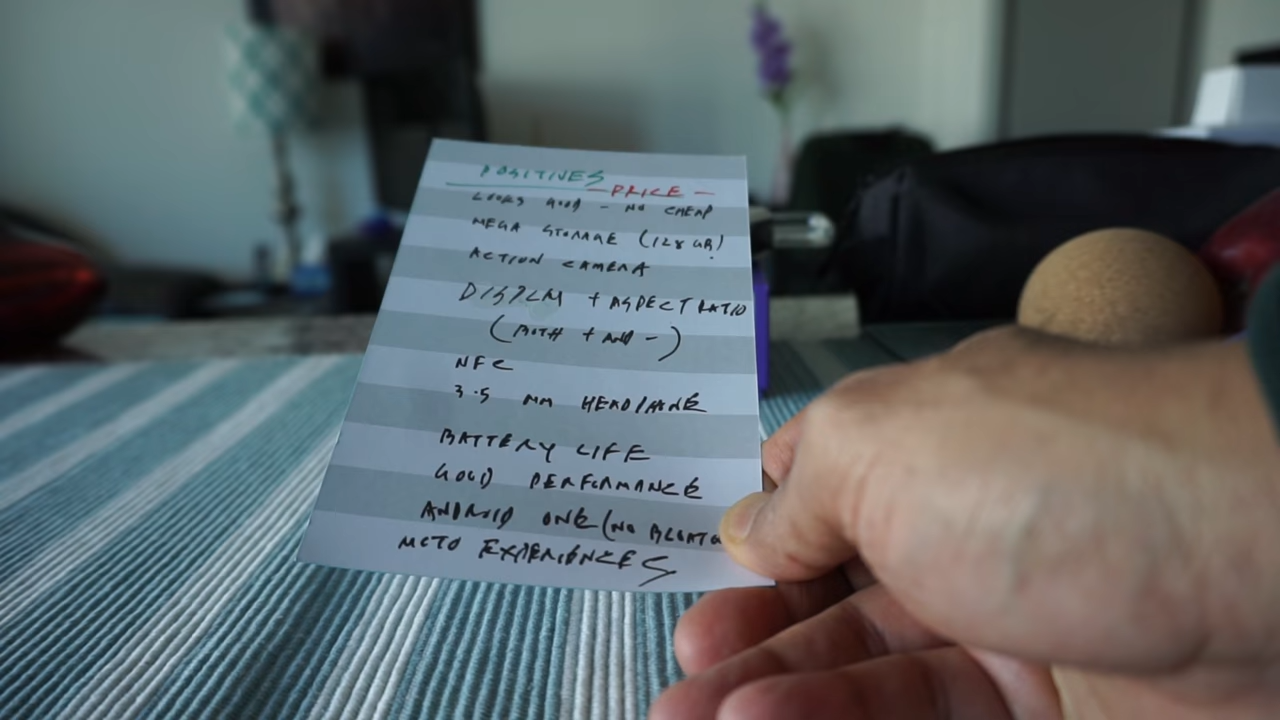 POSITIVES
- PRICE -
LOOKS GOOD - NO CHEAP
MEGA STORAGE (128 GB)
ACTION CAMERA
DISPLAY + ASPECT RATIO
(BOTH + AND -)
NFC
3.5 MM HEADPHONE
BATTERY LIFE
GOOD PERFORMANCE
ANDROID ONE (NO
MOTO EXPERIENCES